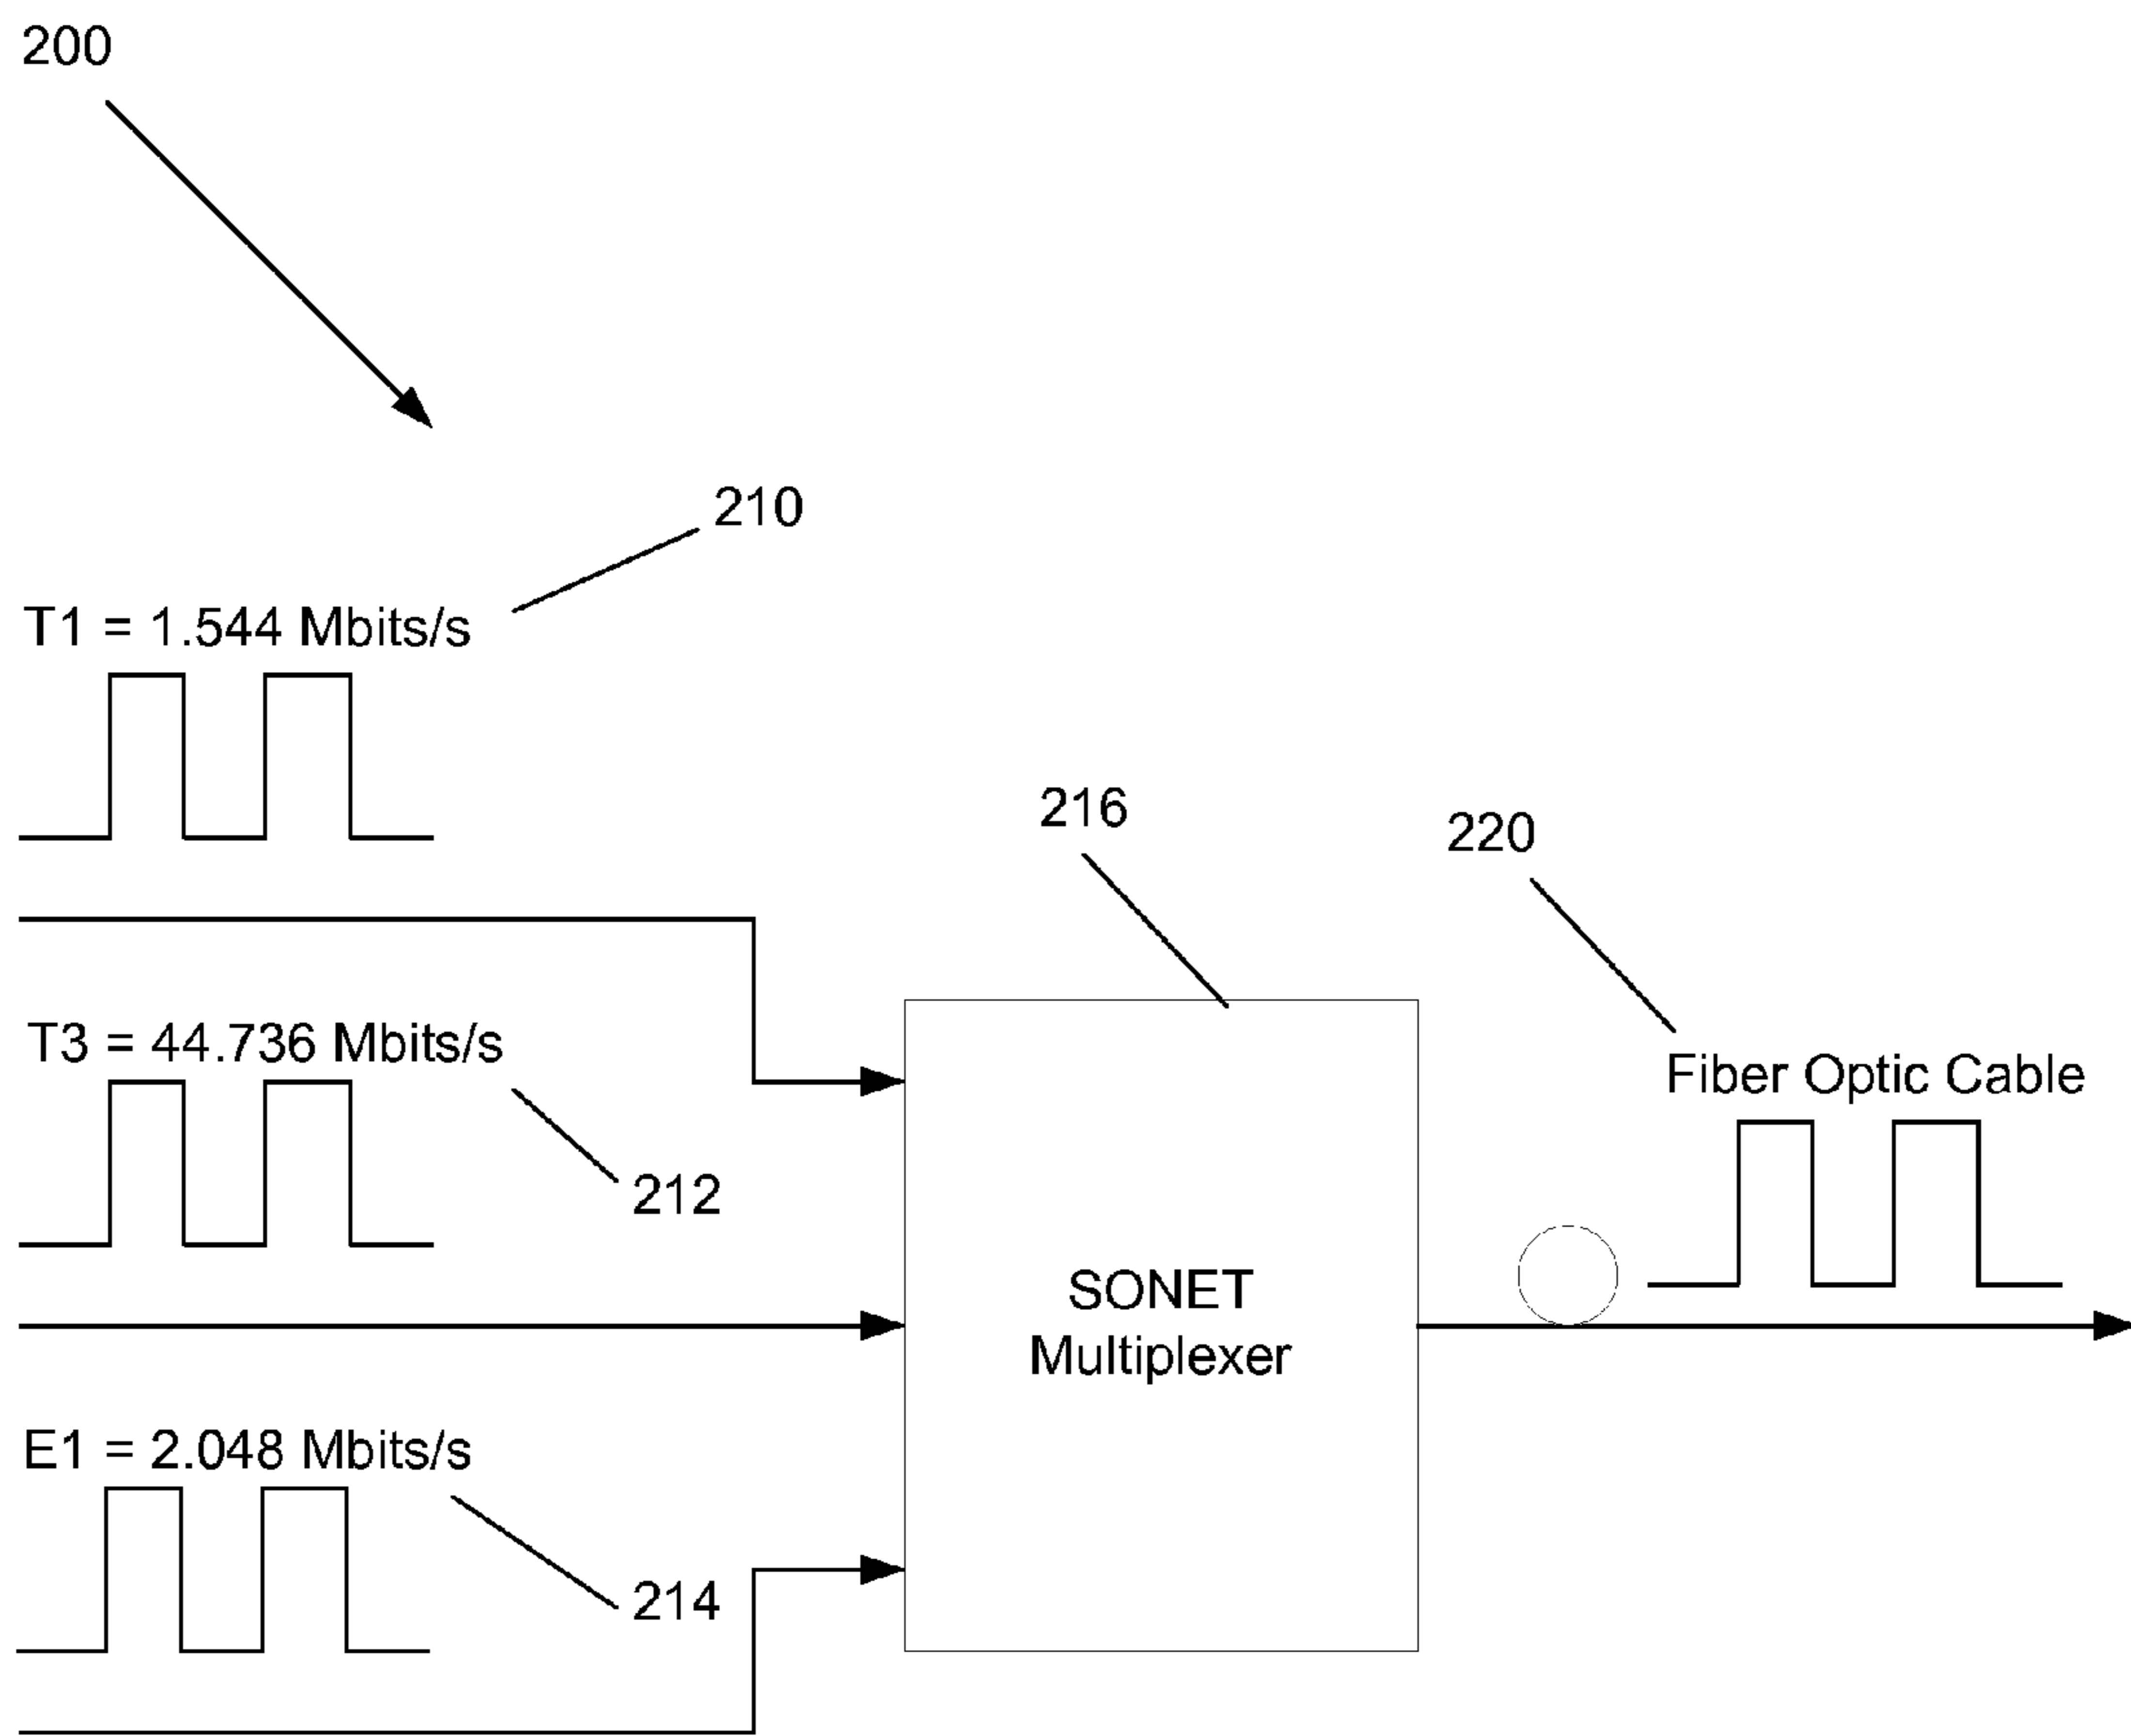 200
210
T1 = 1.544 Mbits/s
216
220
T3 = 44.736 Mbits/s
Fiber Optic Cable
212
SONET
Multiplexer
E1 = 2.048 Mbits/s
214